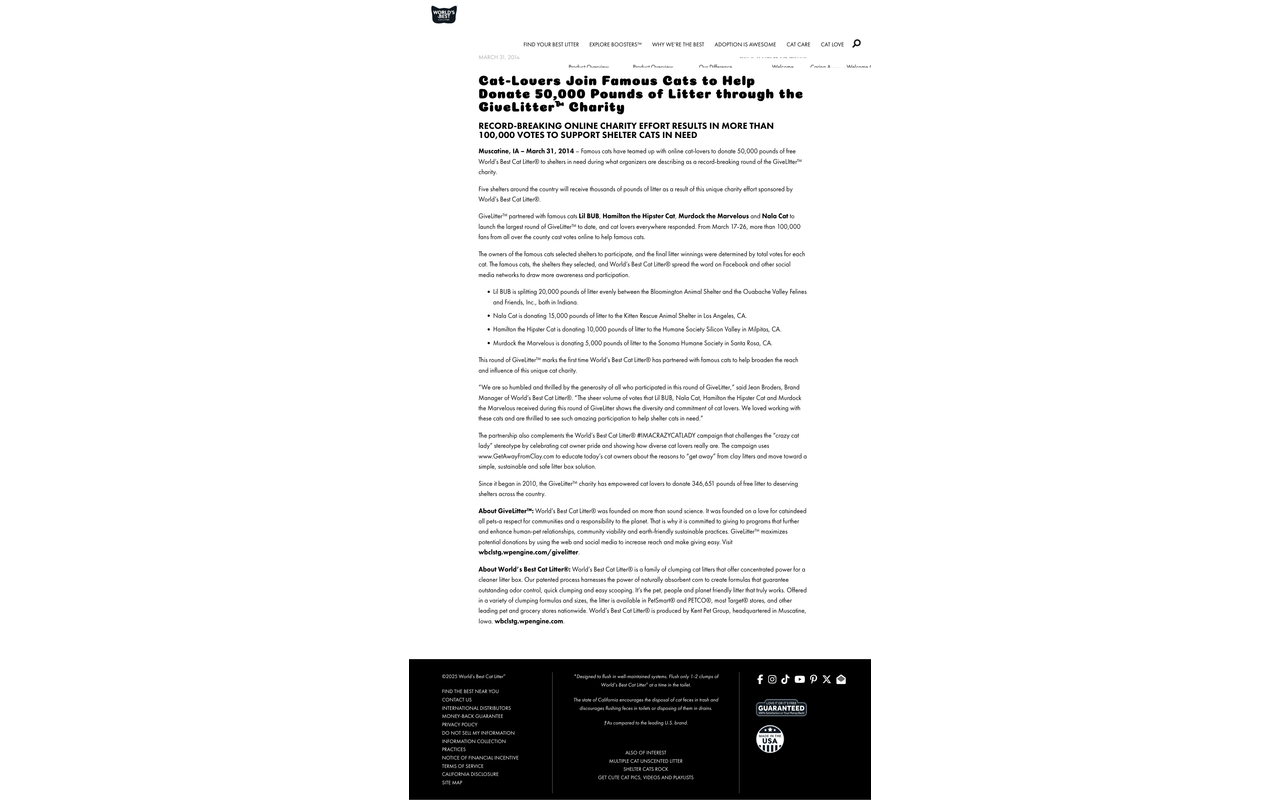 WORLD'S
BEST
FIND YOUR BEST LITTER EXPLORE BOOSTERS™ WHY WE'RE THE BEST ADOPTION IS AWESOME CAT CARE CAT LOVE
MARCH 31, 2014
Product Overview Product Overview Our Difference Welcome
Cat-Lovers Join Famous Cats to Help
Donate 50,000 Pounds of Litter through the
GiveLitter™ Charity
RECORD-BREAKING ONLINE CHARITY EFFORT RESULTS IN MORE THAN
100,000 VOTES TO SUPPORT SHELTER CATS IN NEED
Muscatine, IA – March 31, 2014 – Famous cats have teamed up with online cat-lovers to donate 50,000 pounds of free
World's Best Cat Litter® to shelters in need during what organizers are describing as a record-breaking round of the GiveLitter™
charity.
Five shelters around the country will receive thousands of pounds of litter as a result of this unique charity effort sponsored by
World's Best Cat Litter®.
GiveLitter™ partnered with famous cats Lil BUB, Hamilton the Hipster Cat, Murdock the Marvelous and Nala Cat to
launch the largest round of GiveLitter™ to date, and cat lovers everywhere responded. From March 17-26, more than 100,000
fans from all over the county cast votes online to help famous cats.
The owners of the famous cats selected shelters to participate, and the final litter winnings were determined by total votes for each
cat. The famous cats, the shelters they selected, and World's Best Cat Litter® spread the word on Facebook and other social
media networks to draw more awareness and participation.
• Lil BUB is splitting 20,000 pounds of litter evenly between the Bloomington Animal Shelter and the Ouabache Valley Felines
and Friends, Inc., both in Indiana.
• Nala Cat is donating 15,000 pounds of litter to the Kitten Rescue Animal Shelter in Los Angeles, CA.
• Hamilton the Hipster Cat is donating 10,000 pounds of litter to the Humane Society Silicon Valley in Milpitas, CA.
• Murdock the Marvelous is donating 5,000 pounds of litter to the Sonoma Humane Society in Santa Rosa, CA.
This round of GiveLitter™ marks the first time World's Best Cat Litter® has partnered with famous cats to help broaden the reach
and influence of this unique cat charity.
"We are so humbled and thrilled by the generosity of all who participated in this round of GiveLitter," said Jean Broders, Brand
Manager of World's Best Cat Litter®. "The sheer volume of votes that Lil BUB, Nala Cat, Hamilton the Hipster Cat and Murdock
the Marvelous received during this round of GiveLitter shows the diversity and commitment of cat lovers. We loved working with
these cats and are thrilled to see such amazing participation to help shelter cats in need."
The partnership also complements the World's Best Cat Litter® #IMACRAZYCATLADY campaign that challenges the "crazy cat
lady" stereotype by celebrating cat owner pride and showing how diverse cat lovers really are. The campaign uses
www.GetAwayFromClay.com to educate today's cat owners about the reasons to "get away" from clay litters and move toward a
simple, sustainable and safe litter box solution.
Since it began in 2010, the GiveLitter™ charity has empowered cat lovers to donate 346,651 pounds of free litter to deserving
shelters across the country.
About GiveLitter™: World's Best Cat Litter® was founded on more than sound science. It was founded on a love for catsindeed
all pets-a respect for communities and a responsibility to the planet. That is why it is committed to giving to programs that further
and enhance human-pet relationships, community viability and earth-friendly sustainable practices. GiveLitter™ maximizes
potential donations by using the web and social media to increase reach and make giving easy. Visit
wbclstg.wpengine.com/givelitter.
About World's Best Cat Litter®: World's Best Cat Litter® is a family of clumping cat litters that offer concentrated power for a
cleaner litter box. Our patented process harnesses the power of naturally absorbent corn to create formulas that guarantee
outstanding odor control, quick clumping and easy scooping. It's the pet, people and planet friendly litter that truly works. Offered
in a variety of clumping formulas and sizes, the litter is available in PetSmart® and PETCO®, most Target® stores, and other
leading pet and grocery stores nationwide. World's Best Cat Litter® is produced by Kent Pet Group, headquartered in Muscatine,
Iowa. wbclstg.wpengine.com.
©2025 World's Best Cat Litter®
FIND THE BEST NEAR YOU
CONTACT US
INTERNATIONAL DISTRIBUTORS
MONEY-BACK GUARANTEE
PRIVACY POLICY
DO NOT SELL MY INFORMATION
INFORMATION COLLECTION
PRACTICES
NOTICE OF FINANCIAL INCENTIVE
TERMS OF SERVICE
CALIFORNIA DISCLOSURE
SITE MAP
*Designed to flush in well-maintained systems. Flush only 1-2 clumps of
World's Best Cat Litter® at a time in the toilet.
The state of California encourages the disposal of cat feces in trash and
discourages flushing feces in toilets or disposing of them in drains.
†As compared to the leading U.S. brand.
ALSO OF INTEREST
MULTIPLE CAT UNSCENTED LITTER
SHELTER CATS ROCK
GET CUTE CAT PICS, VIDEOS AND PLAYLISTS
GUARANTEED
MADE IN THE
USA